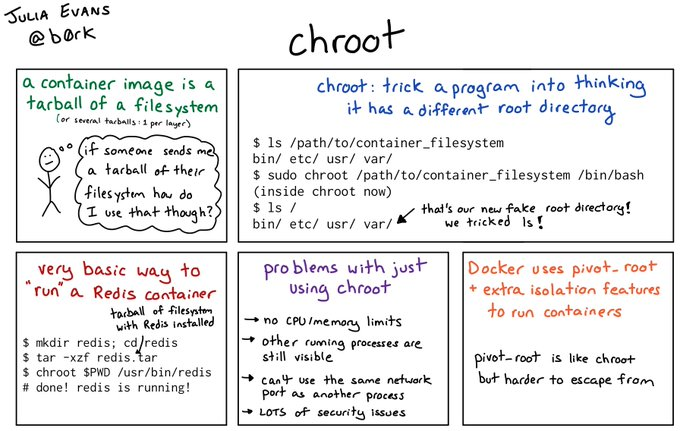 JULIA EVANS
@b0rk
chroot
a container image is a
tarball of a filesystem
(or several tarballs: 1 per layer)
if someone sends me
a tarball of their
filesystem how do
I use that though?
chroot: trick a program into thinking
it has a different root directory
$ ls /path/to/container_filesystem
bin/ etc/ usr/ var/
$ sudo chroot /path/to/container_filesystem /bin/bash
(inside chroot now)
$ ls /
bin/ etc/ usr/ var/
that's our new fake root directory!
we tricked ls!
very basic way to
"run" a Redis container
tarball of filesystem
with Redis installed
$ mkdir redis; cd redis
$ tar -xzf redis.tar
$ chroot $PWD /usr/bin/redis
# done! redis is running!
problems with just
using chroot
→ no CPU/memory limits
→ other runing processes are
still visible
→ can't use the same network
port as another process
→ LOTS of security issues
Docker uses pivot_root
+ extra isolation features
to run containers
pivot_root is like chroot
but harder to escape from